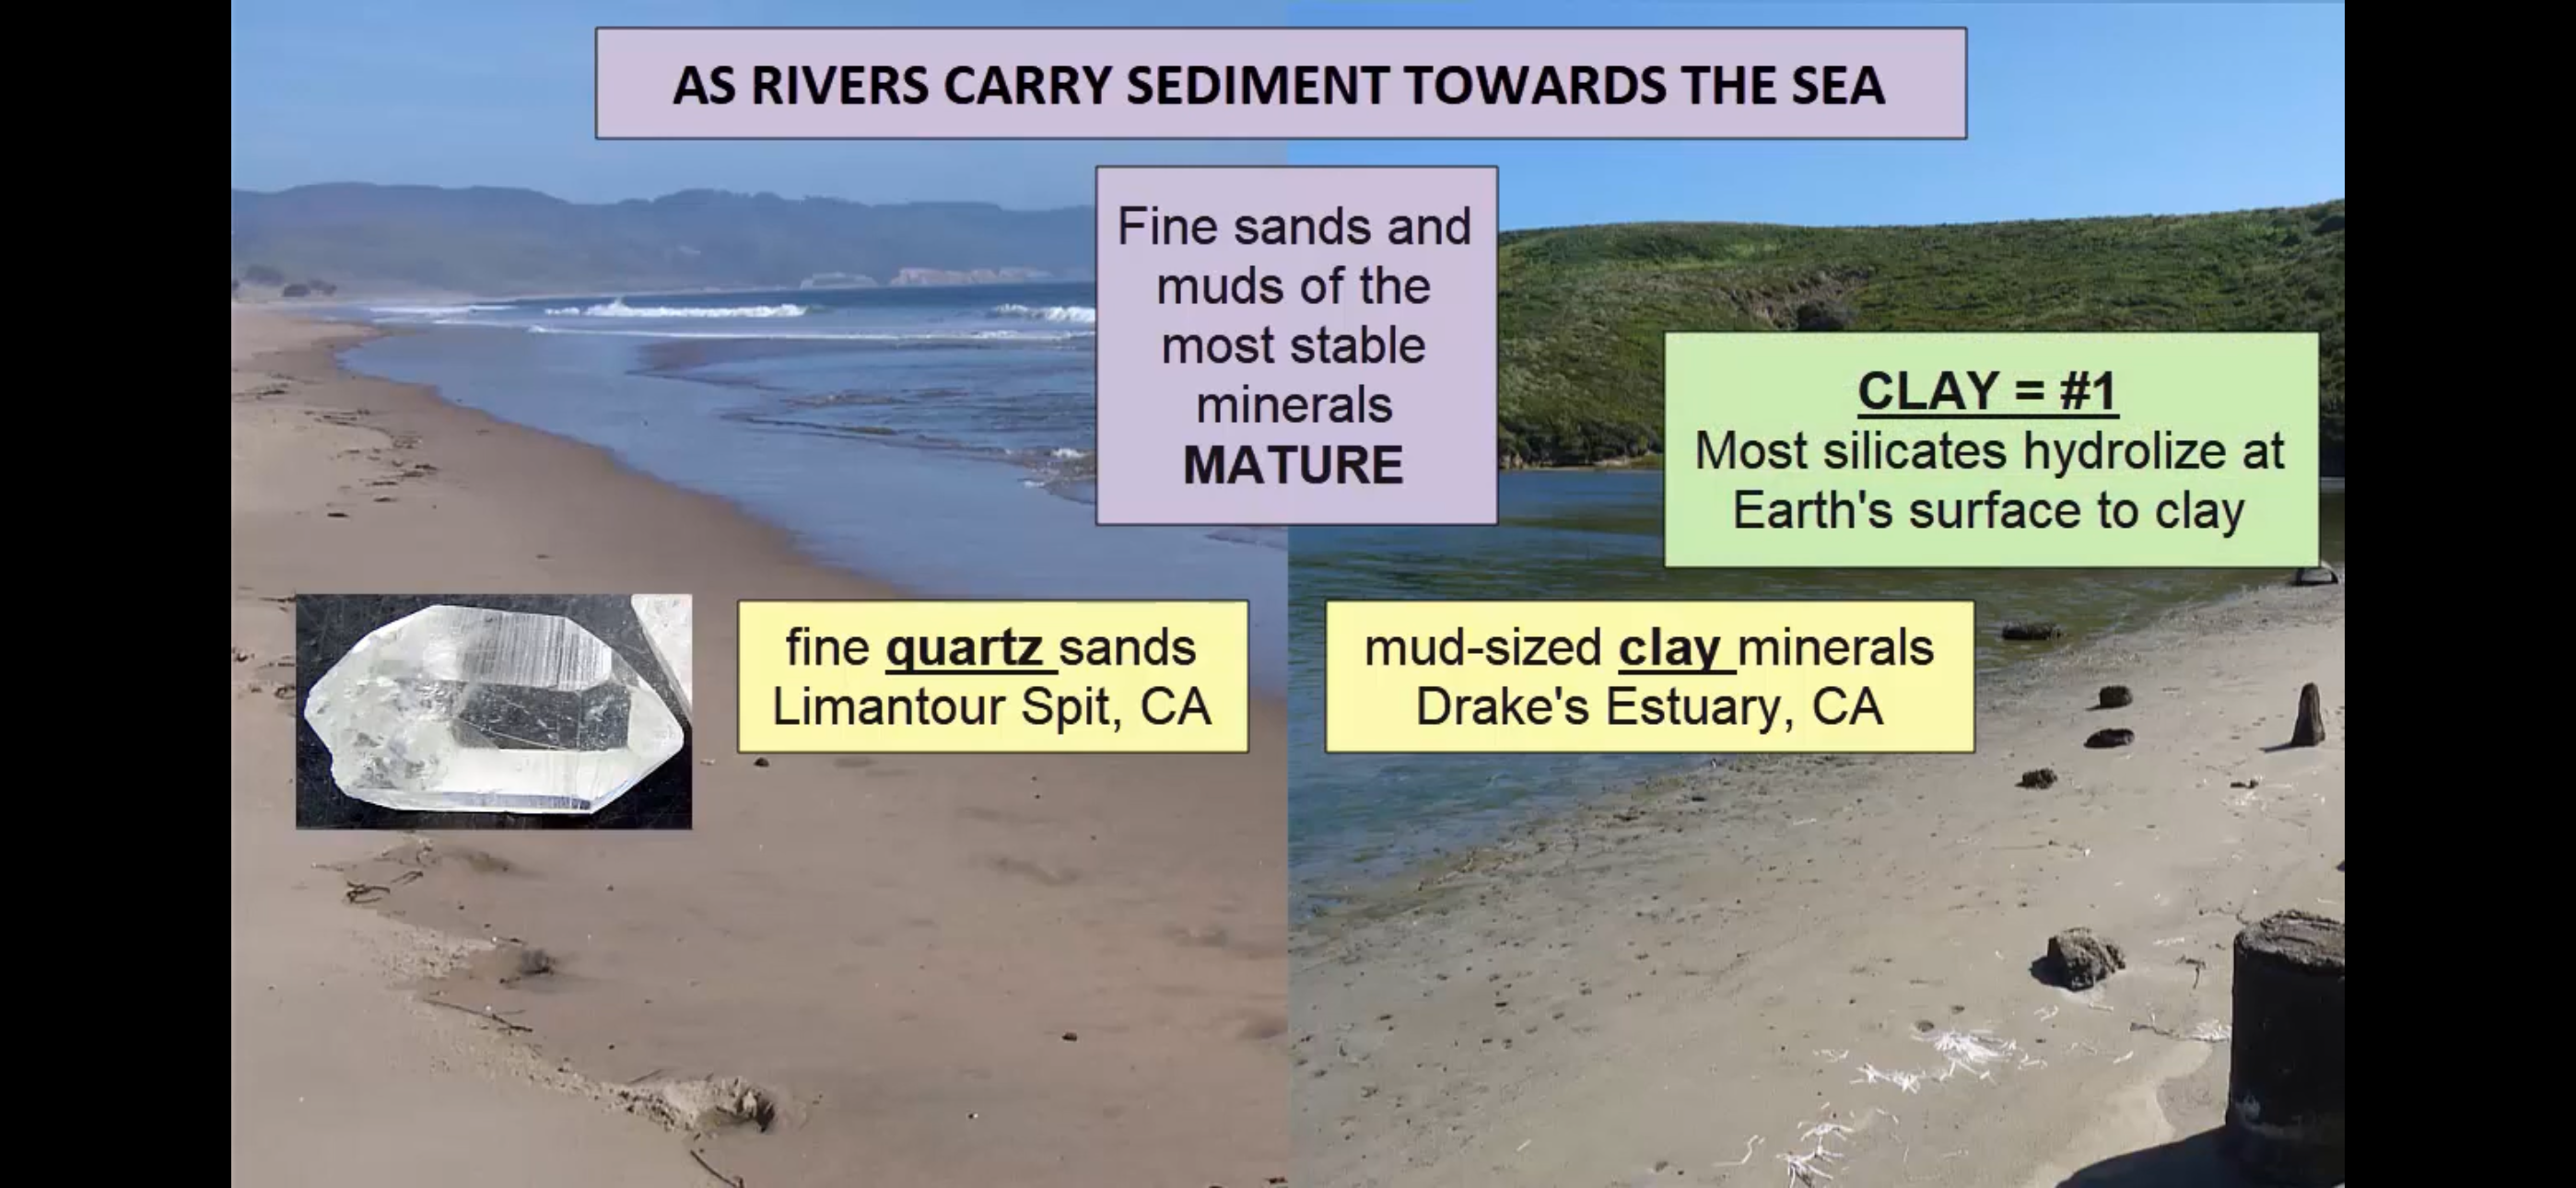 AS RIVERS CARRY SEDIMENT TOWARDS THE SEA
Fine sands and
muds of the
most stable
minerals
MATURE
CLAY = #1
Most silicates hydrolize at
Earth's surface to clay
fine quartz sands
Limantour Spit, CA
mud-sized clay minerals
Drake's Estuary, CA